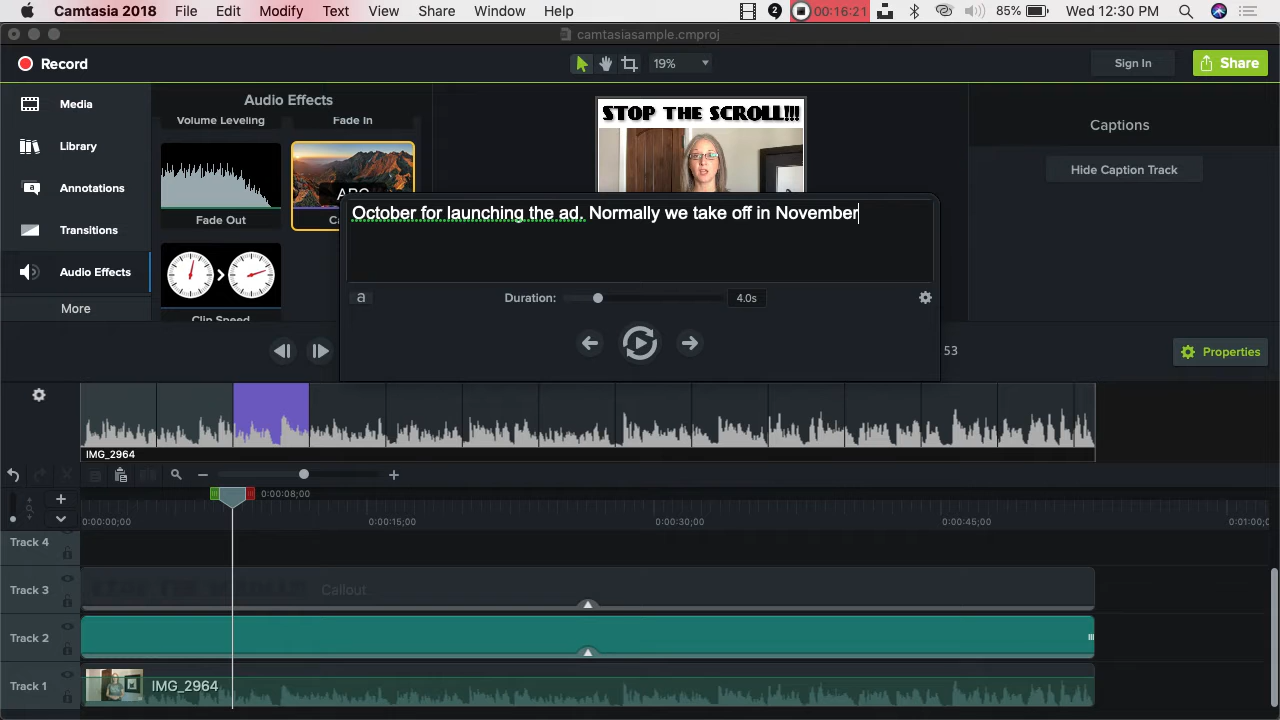 Camtasia 2018 File Edit Modify Text View Share Window Help 2 00:16:21 85% Wed 12:30 PM
camtasiasample.cmproj
Record 19% Sign In Share
Media
Library
Annotations
Transitions
Audio Effects
More
Audio Effects
Volume Leveling Fade In
Fade Out
STOP THE SCROLL!!!
Captions
Hide Caption Track
October for launching the ad. Normally we take off in November
a Duration: 4.0s
53 Properties
IMG_2964
0:00:08;00
0:00:00;00 0:00:15;00 0:00:30;00 0:00:45;00
Track 4
Track 3 STOP THE SCROLL!!! Callout
Track 2
Track 1 IMG_2964